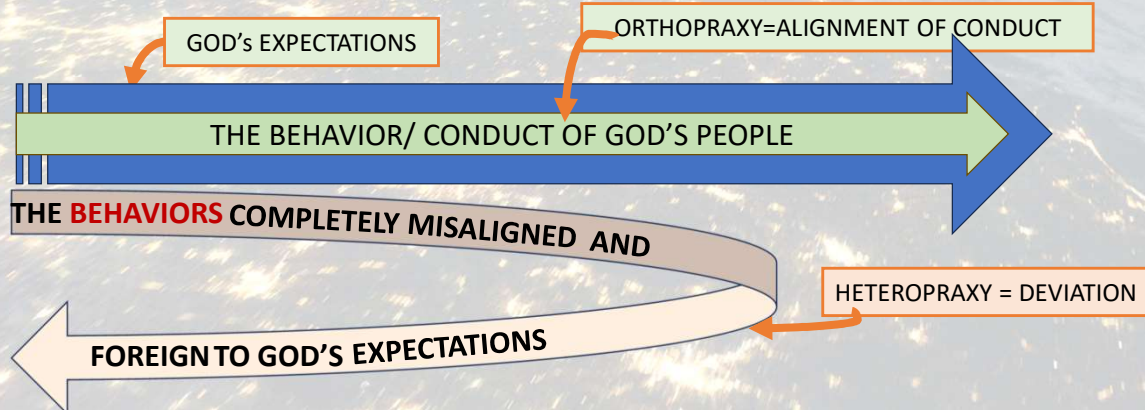 GOD's EXPECTATIONS
ORTHOPRAXY=ALIGNMENT OF CONDUCT
THE BEHAVIOR/ CONDUCT OF GOD'S PEOPLE
THE BEHAVIORS COMPLETELY MISALIGNED AND
HETEROPRAXY = DEVIATION
FOREIGN TO GOD'S EXPECTATIONS